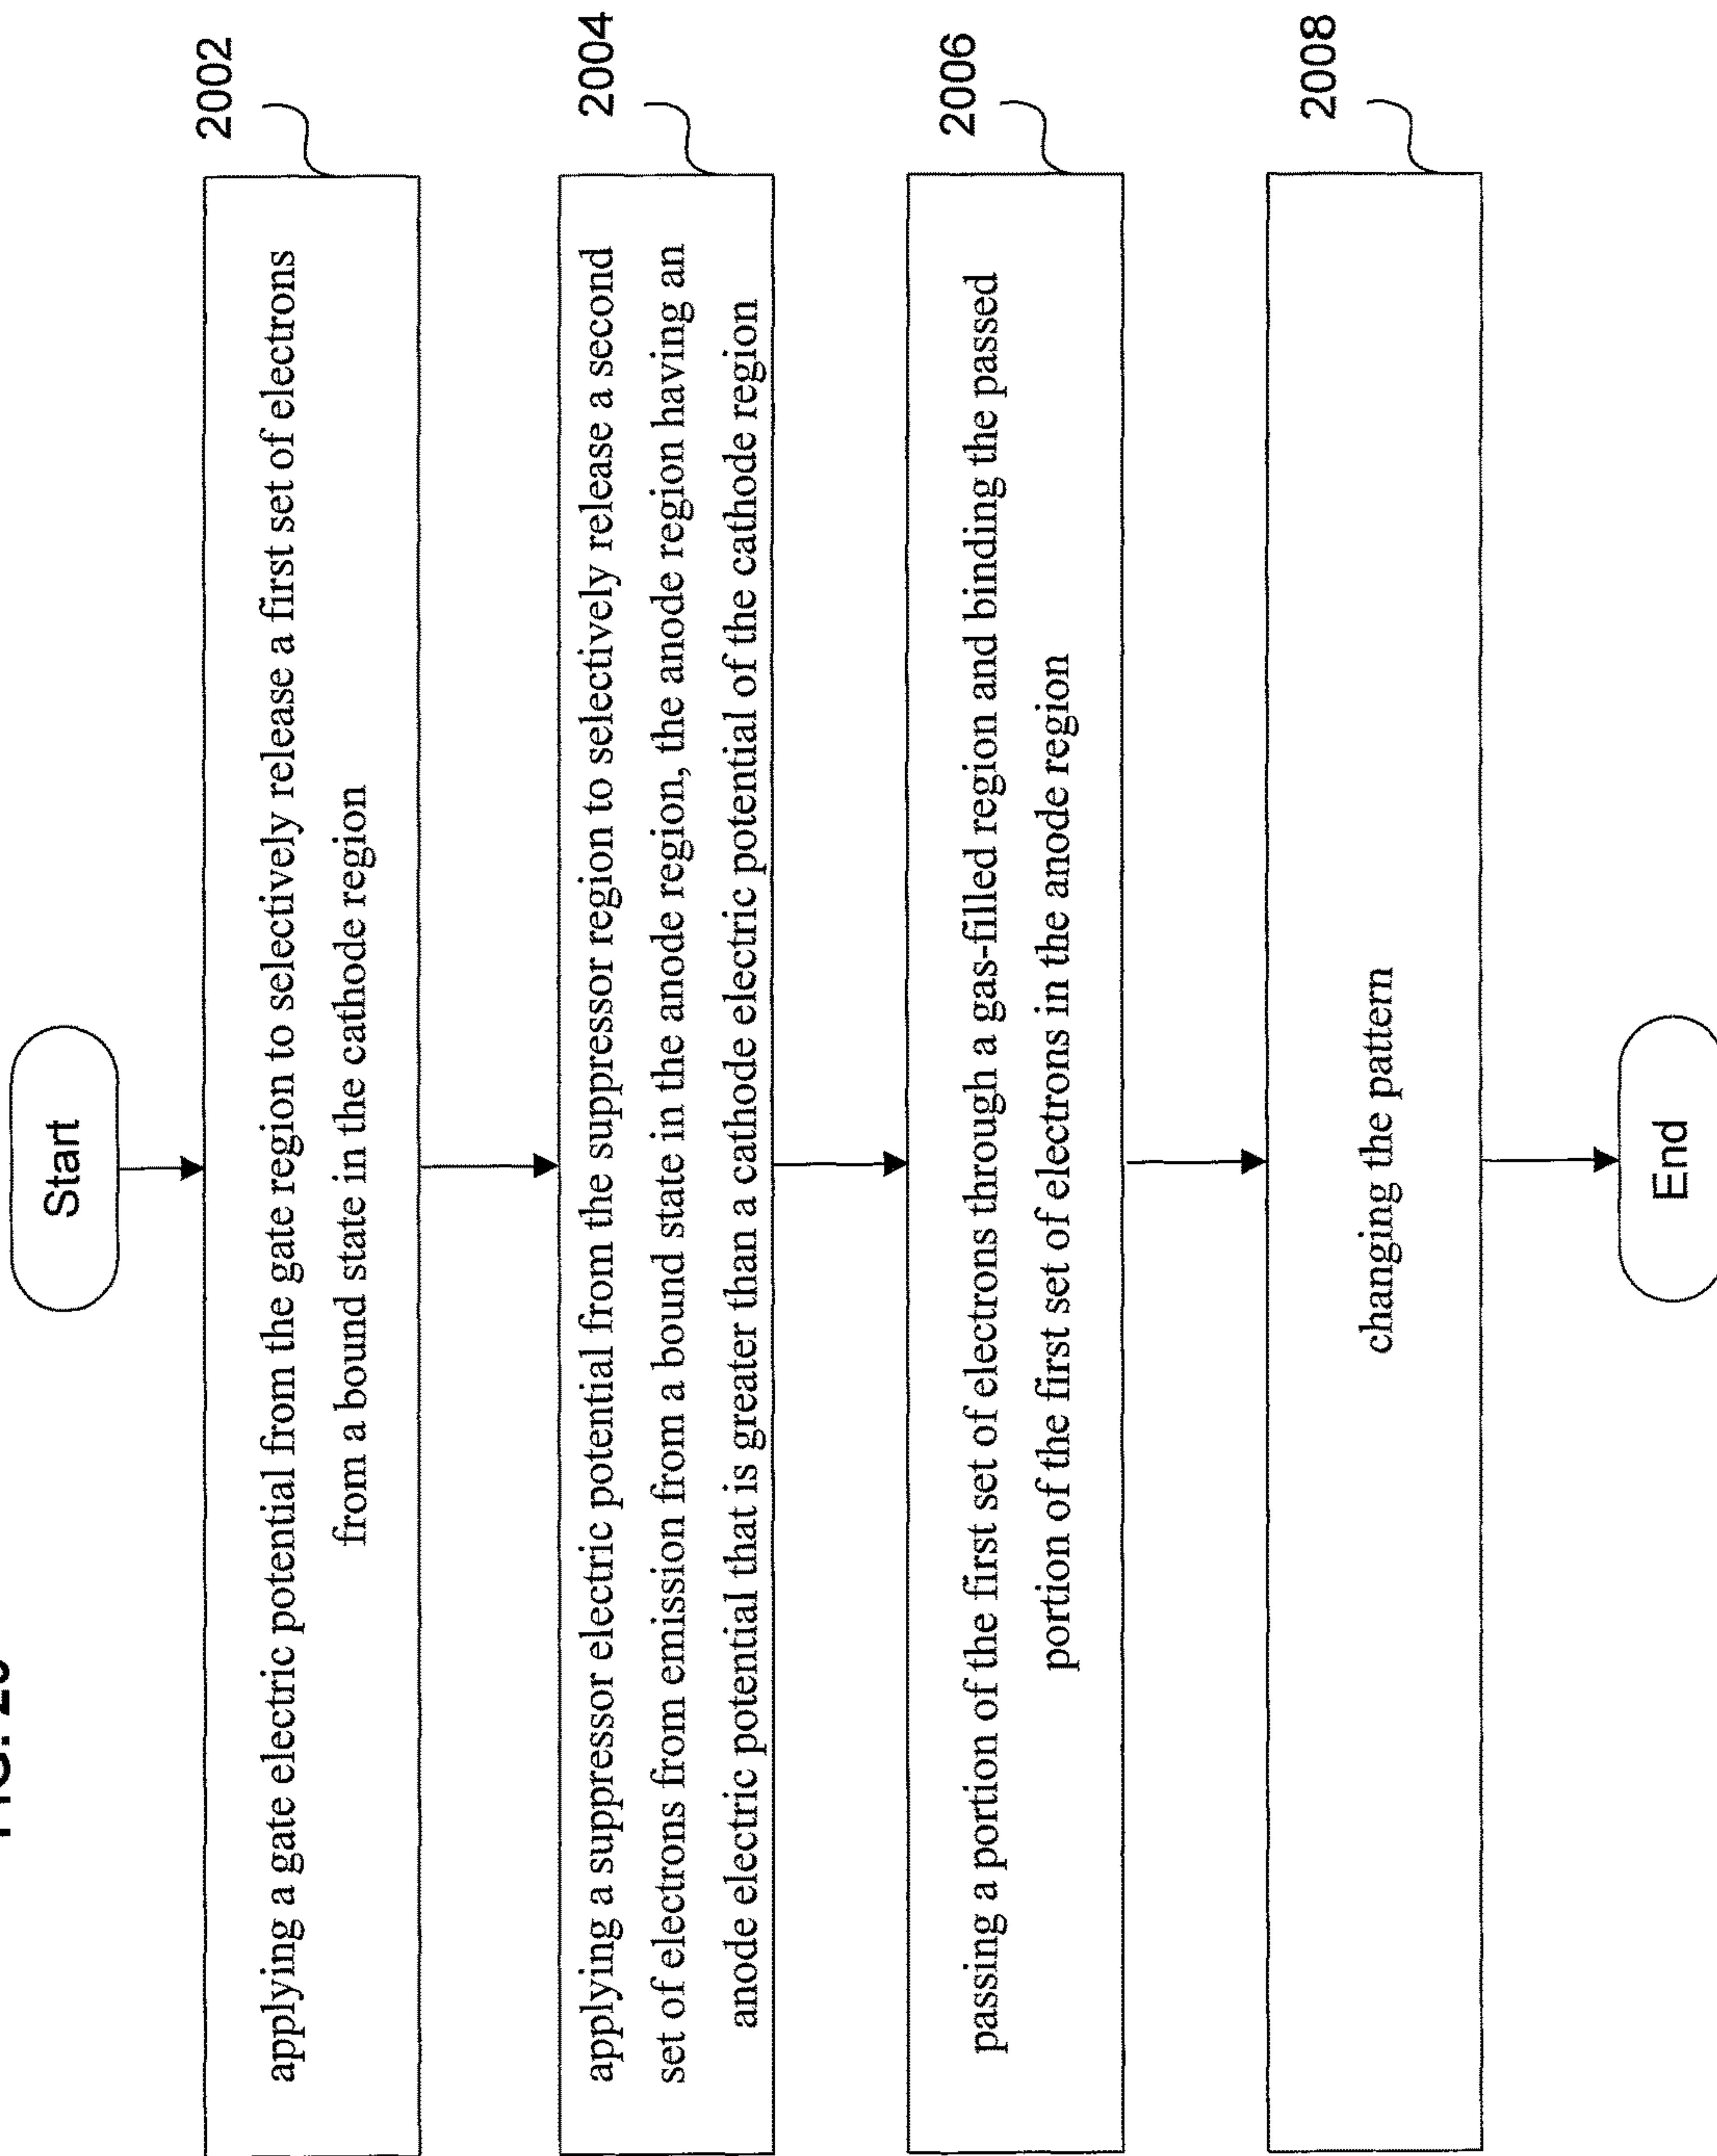 Start
2002
applying a gate electric potential from the gate region to selectively release a first set of electrons
from a bound state in the cathode region
2004
applying a suppressor electric potential from the suppressor region to selectively release a second
set of electrons from emission from a bound state in the anode region, the anode region having an
anode electric potential that is greater than a cathode electric potential of the cathode region
2006
passing a portion of the first set of electrons through a gas-filled region and binding the passed
portion of the first set of electrons in the anode region
2008
changing the pattern
End